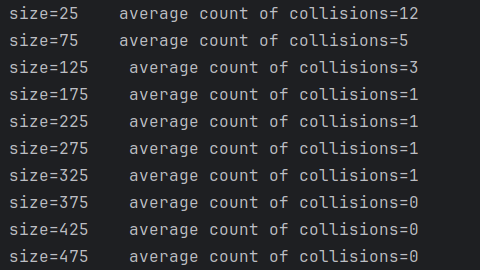 size=25    average count of collisions=12
size=75    average count of collisions=5
size=125    average count of collisions=3
size=175    average count of collisions=1
size=225    average count of collisions=1
size=275    average count of collisions=1
size=325    average count of collisions=1
size=375    average count of collisions=0
size=425    average count of collisions=0
size=475    average count of collisions=0